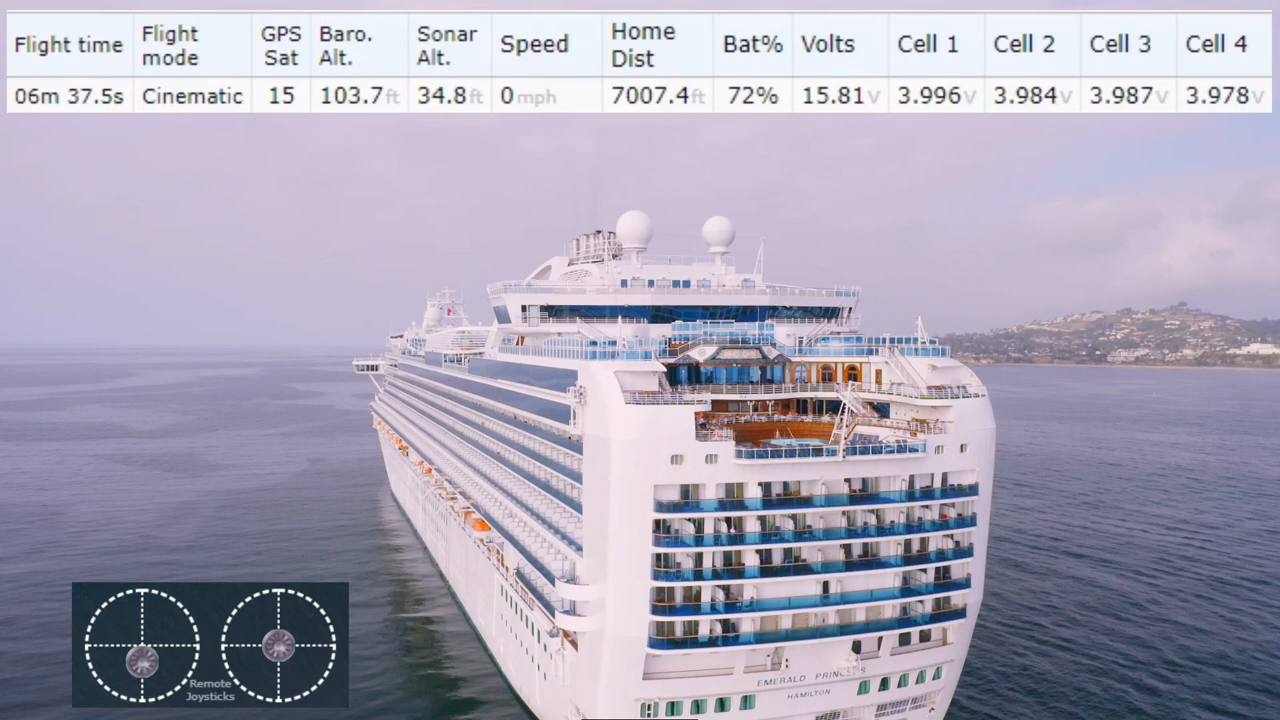 Flight time Flight mode GPS Sat Baro. Alt. Sonar Alt. Speed Home Dist Bat% Volts Cell 1 Cell 2 Cell 3 Cell 4
06m 37.5s Cinematic 15 103.7ft 34.8ft 0mph 7007.4ft 72% 15.81V 3.996V 3.984V 3.987V 3.978V
EMERALD PRINCESS
HAMILTON
Remote
Joysticks